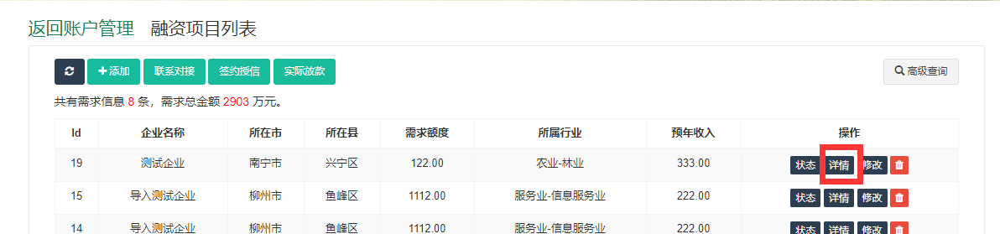 返回账户管理 融资项目列表
添加 联系对接 签约授信 实际放款 高级查询
共有需求信息 8 条，需求总金额 2903 万元。
Id 企业名称 所在市 所在县 需求额度 所属行业 预年收入 操作
19 测试企业 南宁市 兴宁区 122.00 农业-林业 333.00 状态 详情 修改
15 导入测试企业 柳州市 鱼峰区 1112.00 服务业-信息服务业 222.00 状态 详情 修改
14 导入测试企业 柳州市 鱼峰区 1112.00 服务业-信息服务业 222.00 状态 详情 修改